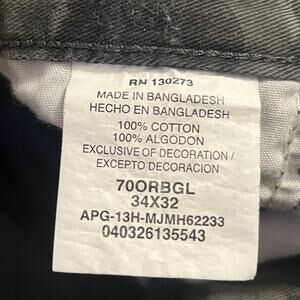 RN 130273
MADE IN BANGLADESH
HECHO EN BANGLADESH
100% COTTON
100% ALGODON
EXCLUSIVE OF DECORATION /
EXCEPTO DECORACION
70ORBGL
34X32
APG-13H-MJMH62233
040326135543